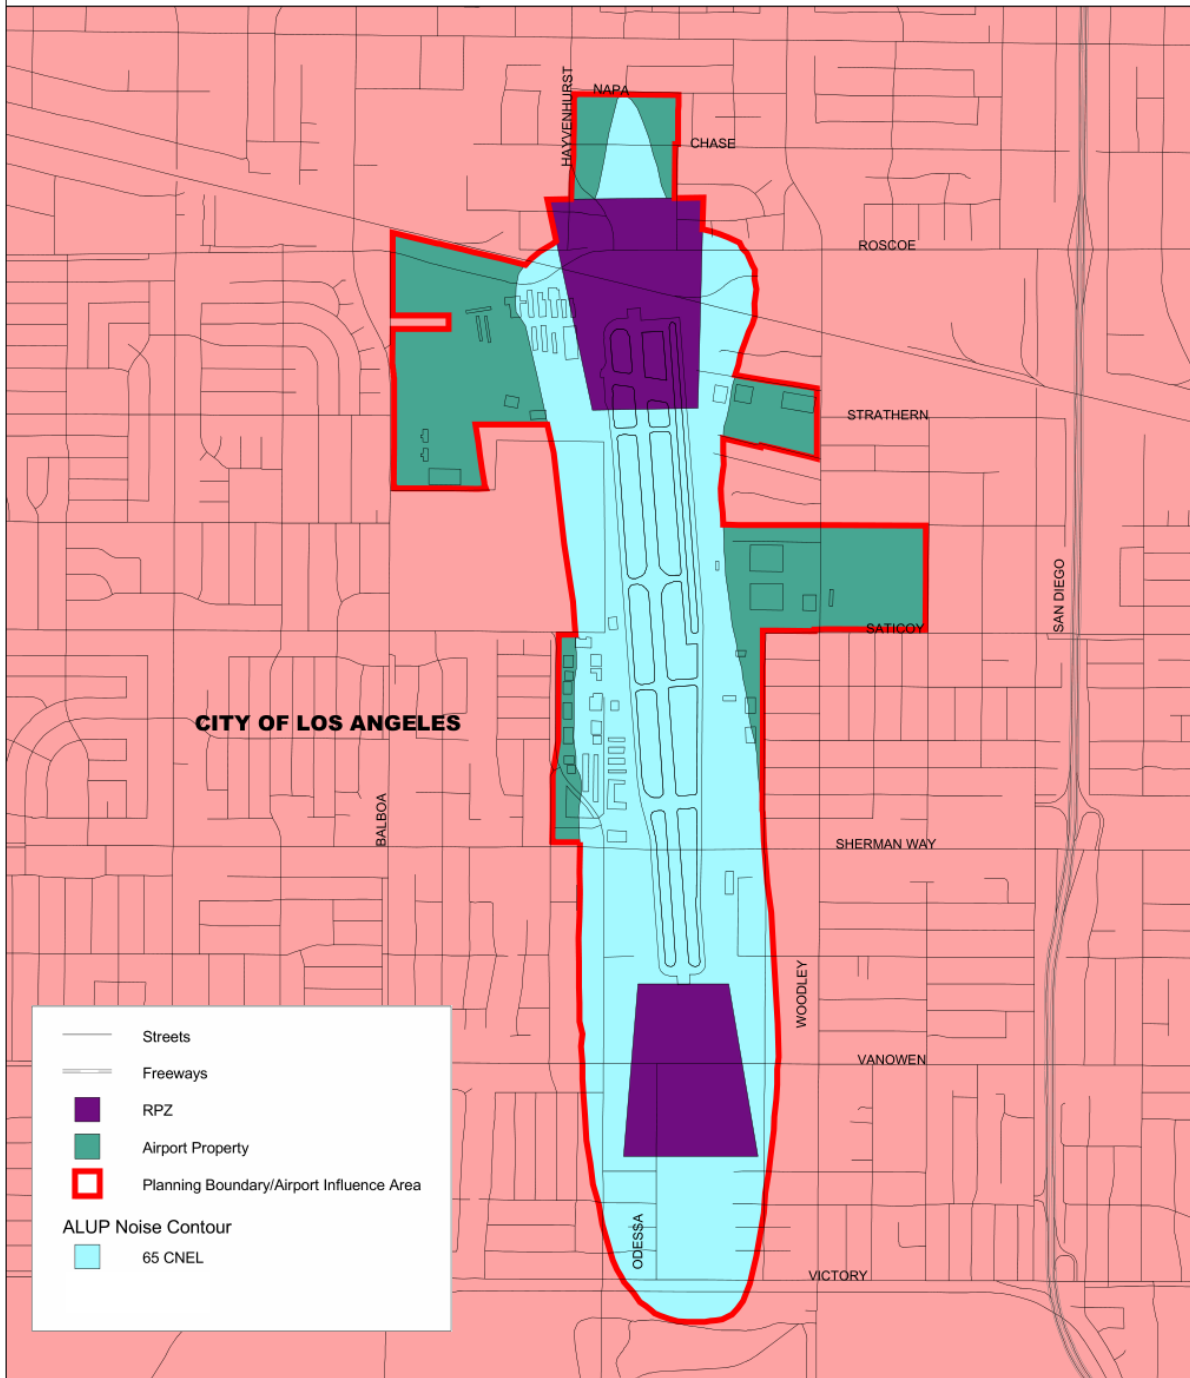 HAYVENHURST
NAPA
CHASE
ROSCOE
STRATHERN
SAN DIEGO
SATICOY
CITY OF LOS ANGELES
BALBOA
SHERMAN WAY
WOODLEY
VANOWEN
ODESSA
VICTORY
Streets
Freeways
RPZ
Airport Property
Planning Boundary/Airport Influence Area
ALUP Noise Contour
65 CNEL